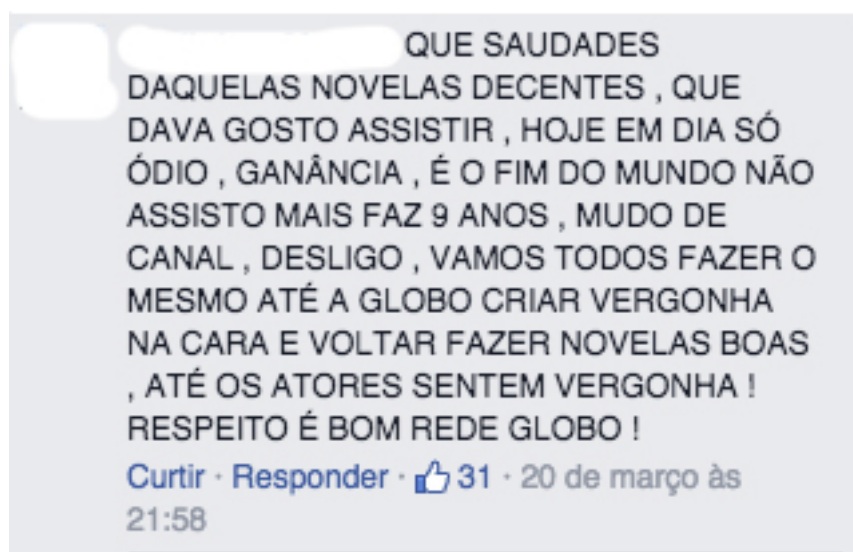 QUE SAUDADES
DAQUELAS NOVELAS DECENTES , QUE
DAVA GOSTO ASSISTIR , HOJE EM DIA SÓ
ÓDIO , GANÂNCIA , É O FIM DO MUNDO NÃO
ASSISTO MAIS FAZ 9 ANOS , MUDO DE
CANAL , DESLIGO , VAMOS TODOS FAZER O
MESMO ATÉ A GLOBO CRIAR VERGONHA
NA CARA E VOLTAR FAZER NOVELAS BOAS
, ATÉ OS ATORES SENTEM VERGONHA !
RESPEITO É BOM REDE GLOBO !
Curtir · Responder · 31 · 20 de março às
21:58